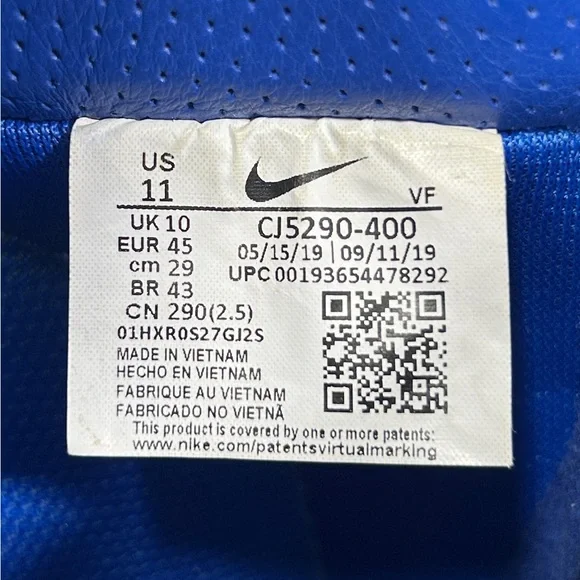 US
11
VF
UK 10
EUR 45
cm 29
BR 43
CN 290(2.5)
01HXR0S27GJ2S
CJ5290-400
05/15/19 | 09/11/19
UPC 00193654478292
MADE IN VIETNAM
HECHO EN VIETNAM
FABRIQUE AU VIETNAM
FABRICADO NO VIETNÃ
This product is covered by one or more patents:
www.nike.com/patentsvirtualmarking